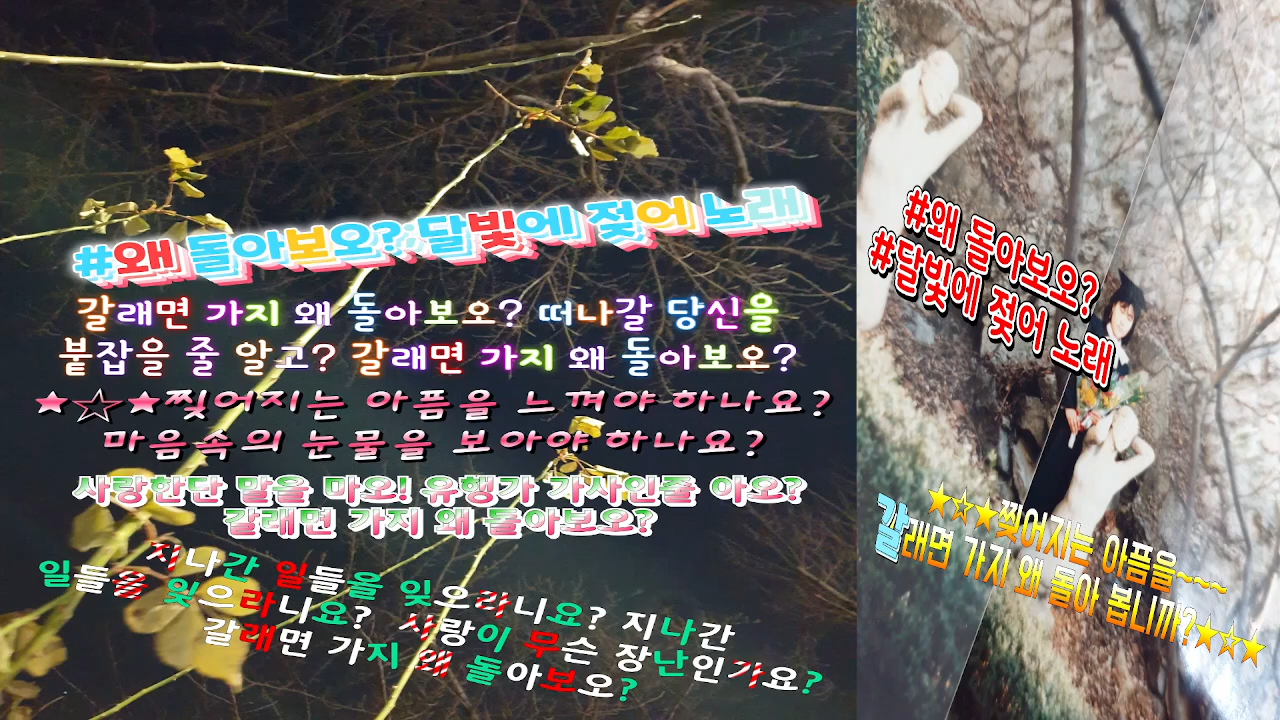 #왜 돌아보오?;달빛에 젖어 노래
갈래면 가지 왜 돌아보오? 떠나갈 당신을
붙잡을 줄 알고? 갈래면 가지 왜 돌아보오?
★☆★찢어지는 아픔을 느껴야 하나요?
마음속의 눈물을 보아야 하나요?
사랑한단 말을 마오! 유행가 가사인줄 아오?
갈래면 가지 왜 돌아보오?
지나간 일들을 잊오라니요? 지나간
일들을 잊으라니요? 사랑이 무슨 장난인가요?
갈래면 가지 왜 돌아보오?
#왜 돌아보오?
#달빛에 젖어 노래
★☆★찢어지는 아픔을~~~
갈래면 가지 왜 돌아 봅니까?★☆★